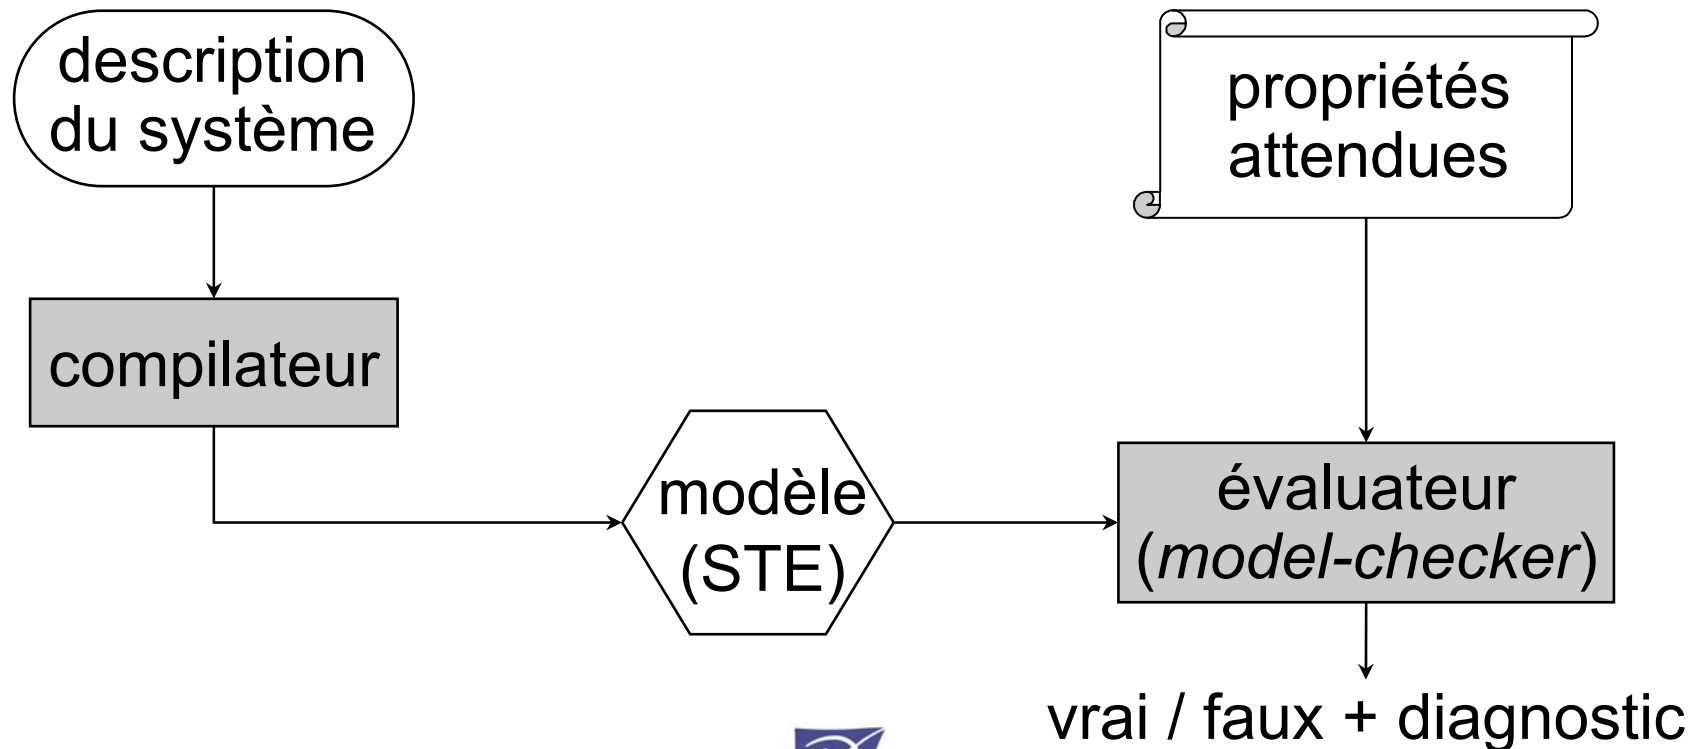 description
du système
propriétés
attendues
compilateur
modèle
(STE)
évaluateur
(model-checker)
vrai / faux + diagnostic